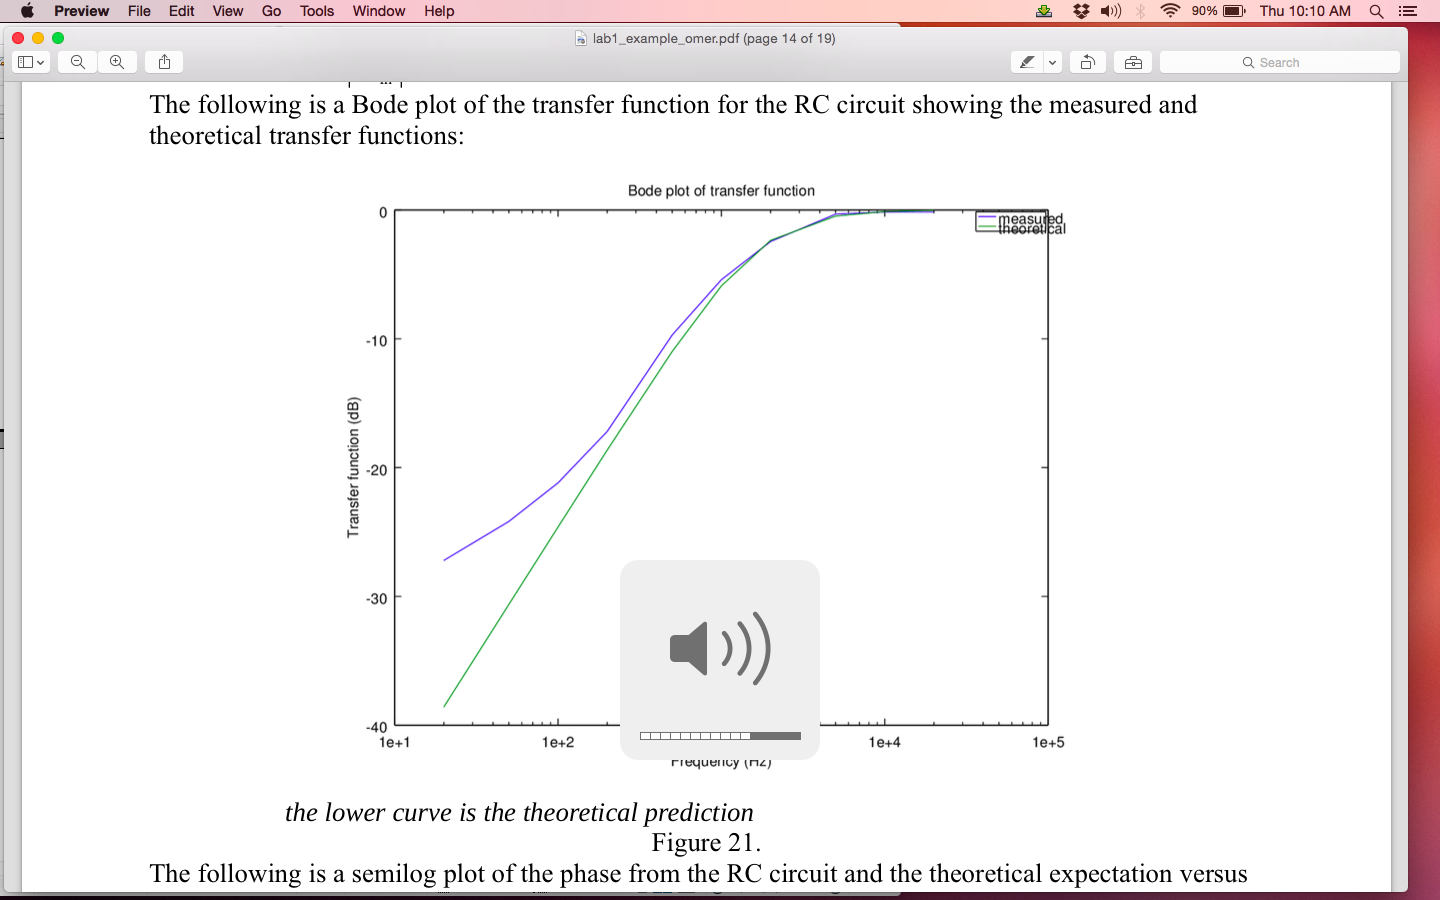 Preview File Edit View Go Tools Window Help 90% Thu 10:10 AM
lab1_example_omer.pdf (page 14 of 19)
Search
The following is a Bode plot of the transfer function for the RC circuit showing the measured and
theoretical transfer functions:
Bode plot of transfer function
measured
theoretical
0
-10
-20
-30
-40
Transfer function (dB)
1e+1 1e+2 1e+4 1e+5
Frequency (Hz)
the lower curve is the theoretical prediction
Figure 21.
The following is a semilog plot of the phase from the RC circuit and the theoretical expectation versus